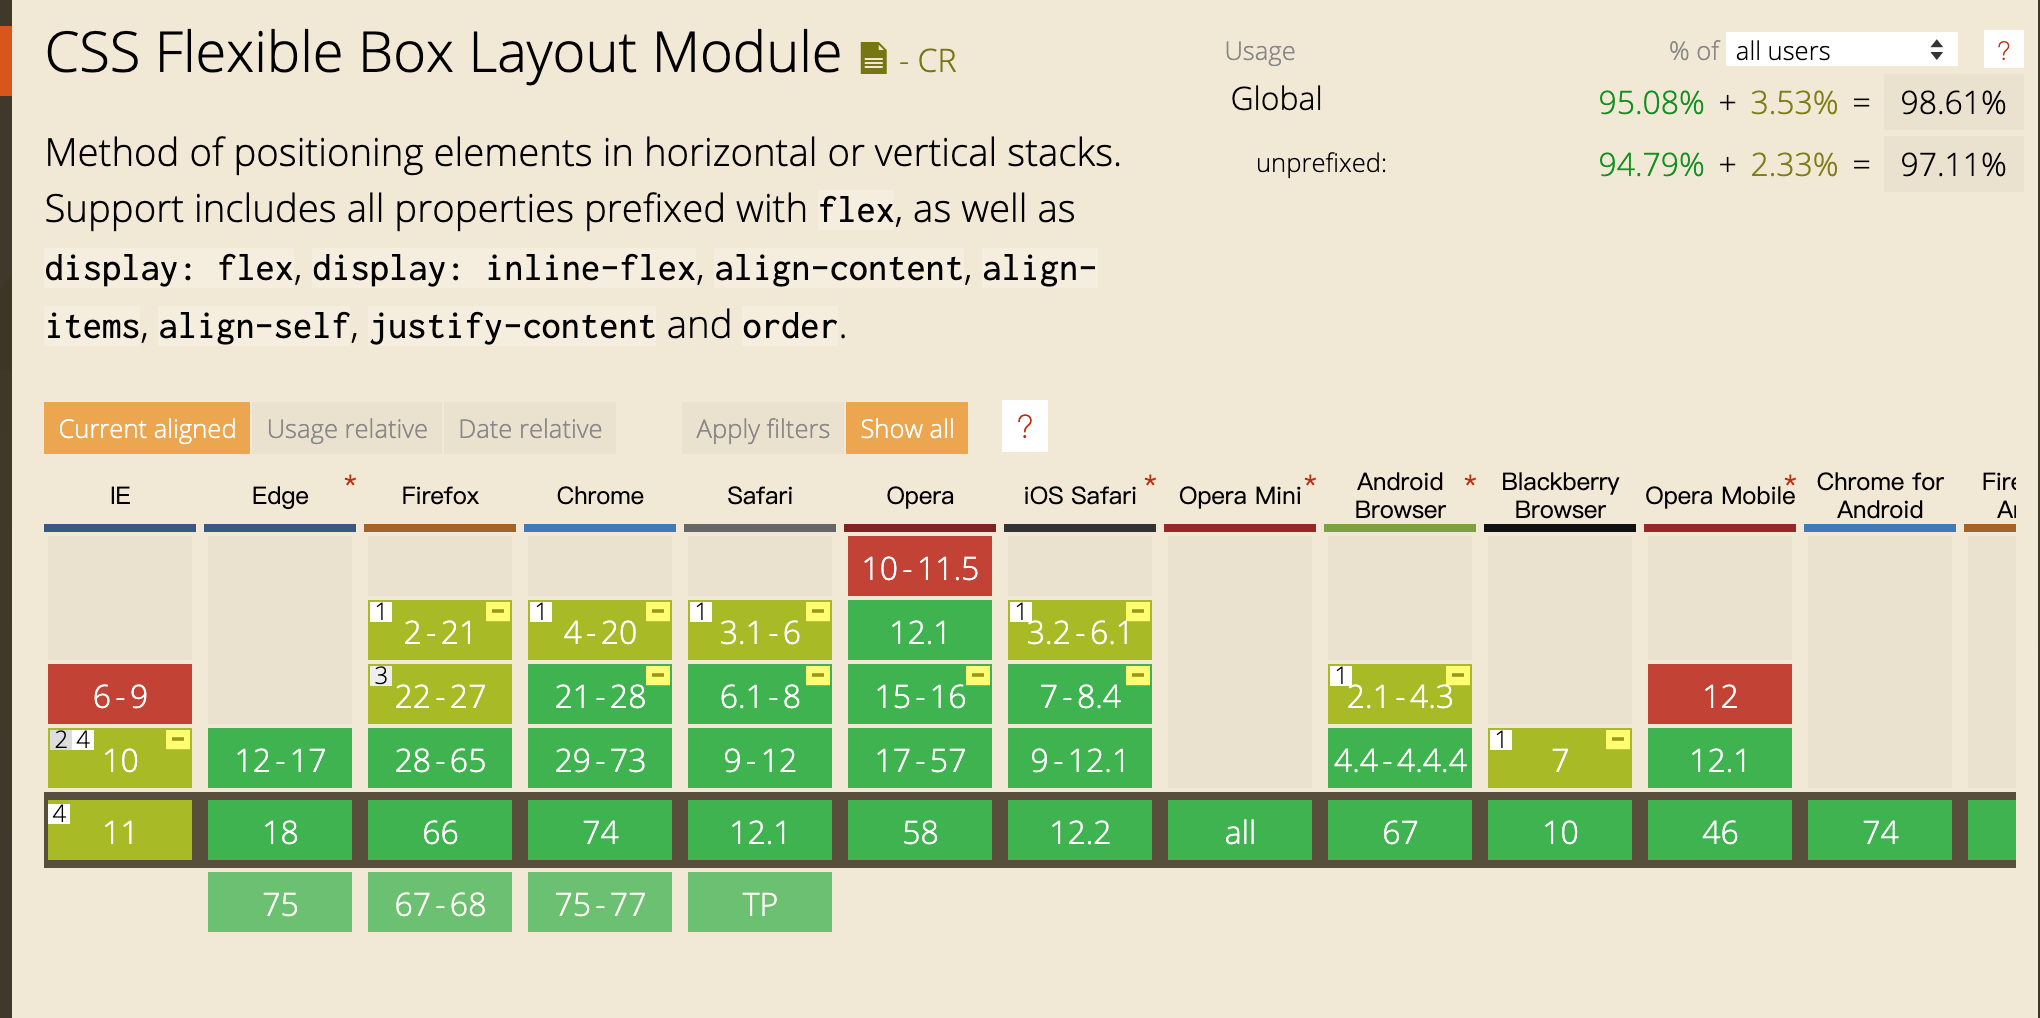 CSS Flexible Box Layout Module - CR
Usage % of all users ?
Global 95.08% + 3.53% = 98.61%
unprefixed: 94.79% + 2.33% = 97.11%
Method of positioning elements in horizontal or vertical stacks.
Support includes all properties prefixed with flex, as well as
display: flex, display: inline-flex, align-content, align-
items, align-self, justify-content and order.
Current aligned Usage relative Date relative Apply filters Show all ?
IE Edge * Firefox Chrome Safari Opera iOS Safari * Opera Mini * Android Browser * Blackberry Browser Opera Mobile * Chrome for Android
10-11.5
1 2-21 - 1 4-20 - 1 3.1-6 - 12.1 1 3.2-6.1 -
6-9 3 22-27 21-28 - 6.1-8 - 15-16 - 7-8.4 - 1 2.1-4.3 - 12
2 4 10 - 12-17 28-65 29-73 9-12 17-57 9-12.1 4.4-4.4.4 1 7 - 12.1
4 11 18 66 74 12.1 58 12.2 all 67 10 46 74
75 67-68 75-77 TP